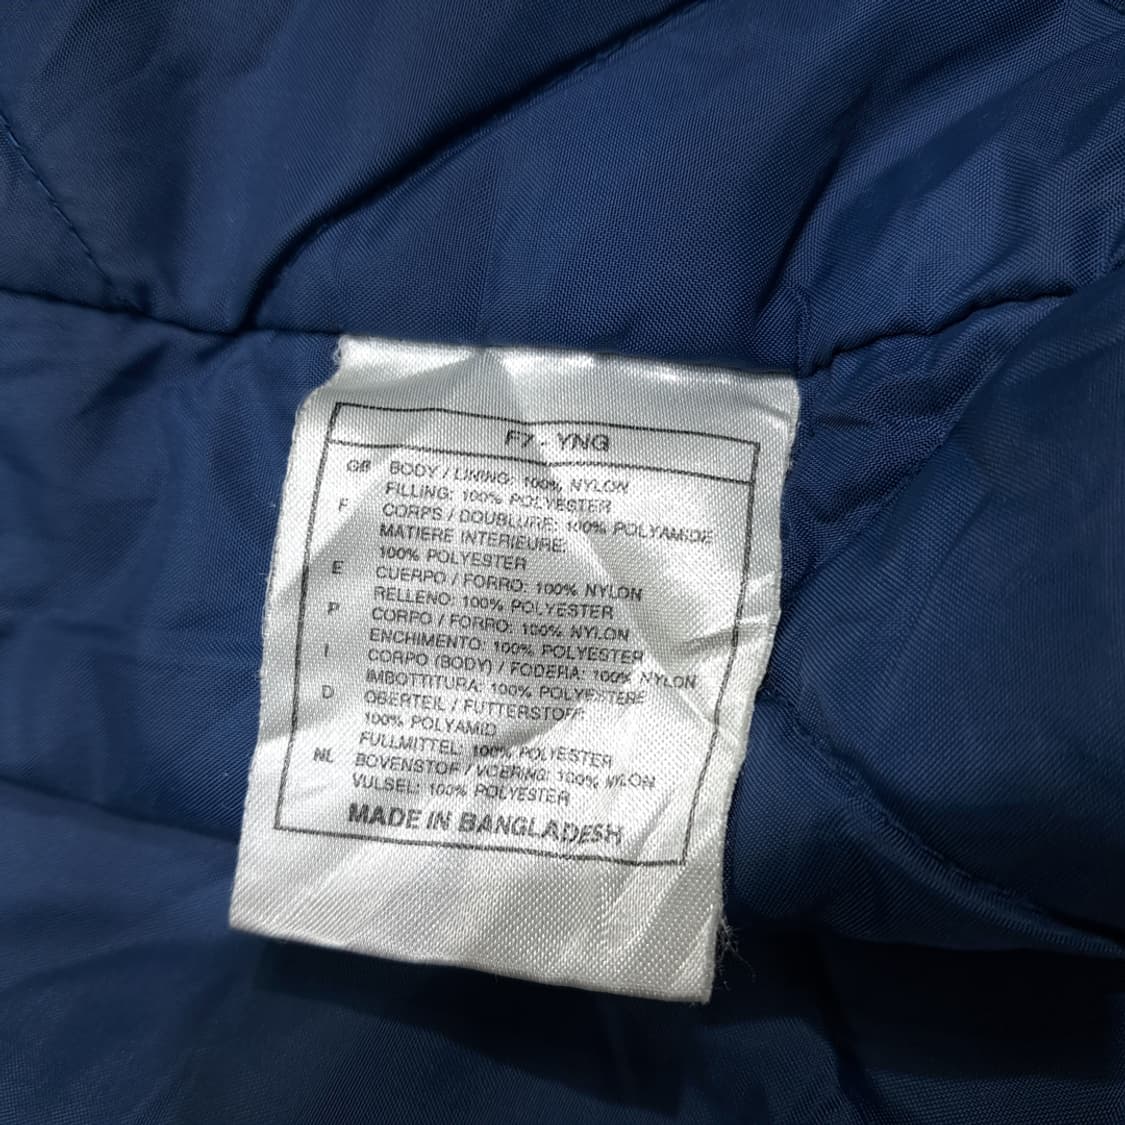 F7 - YNG
GB BODY / LINING: 100% NYLON
FILLING: 100% POLYESTER
F CORPS / DOUBLURE: 100% POLYAMIDE
MATIERE INTERIEURE:
100% POLYESTER
E CUERPO / FORRO: 100% NYLON
RELLENO: 100% POLYESTER
P CORPO / FORRO: 100% NYLON
ENCHIMENTO: 100% POLYESTER
I CORPO (BODY) / FODERA: 100% NYLON
IMBOTTITURA: 100% POLYESTERE
D OBERTEIL / FUTTERSTOFF:
100% POLYAMID
FULLMITTEL: 100% POLYESTER
NL BOVENSTOF / VOERING: 100% NYLON
VULSEL: 100% POLYESTER
MADE IN BANGLADESH